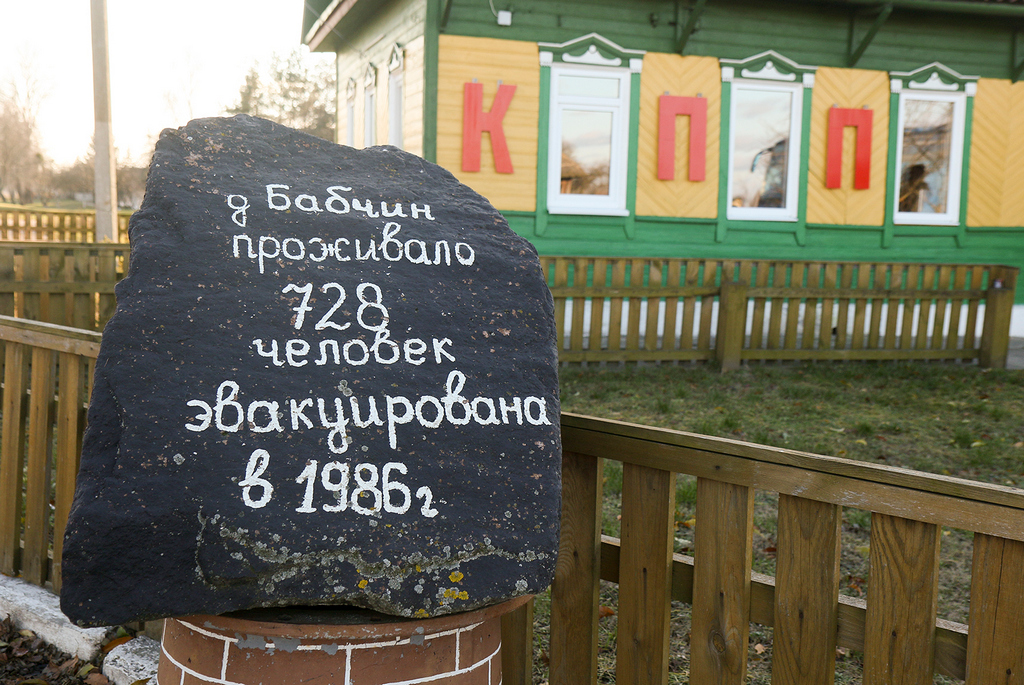 КПП
д Бабчин
проживало
728
человек
эвакуирована
в 1986г